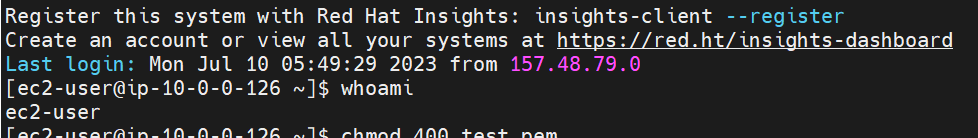 Register this system with Red Hat Insights: insights-client --register
Create an account or view all your systems at https://red.ht/insights-dashboard
Last login: Mon Jul 10 05:49:29 2023 from 157.48.79.0
[ec2-user@ip-10-0-0-126 ~]$ whoami
ec2-user
[ec2-user@ip-10-0-0-126 ~]$ chmod 400 test.pem